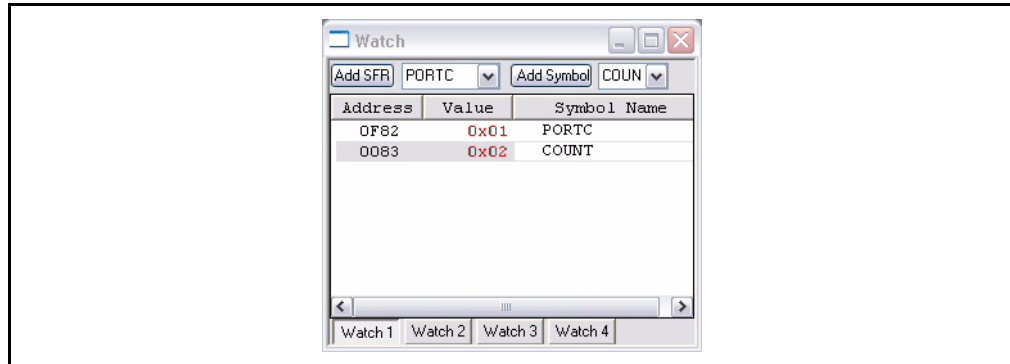 Watch
Add SFR PORTC Add Symbol COUN
Address Value Symbol Name
0F82 0x01 PORTC
0083 0x02 COUNT
Watch 1 Watch 2 Watch 3 Watch 4